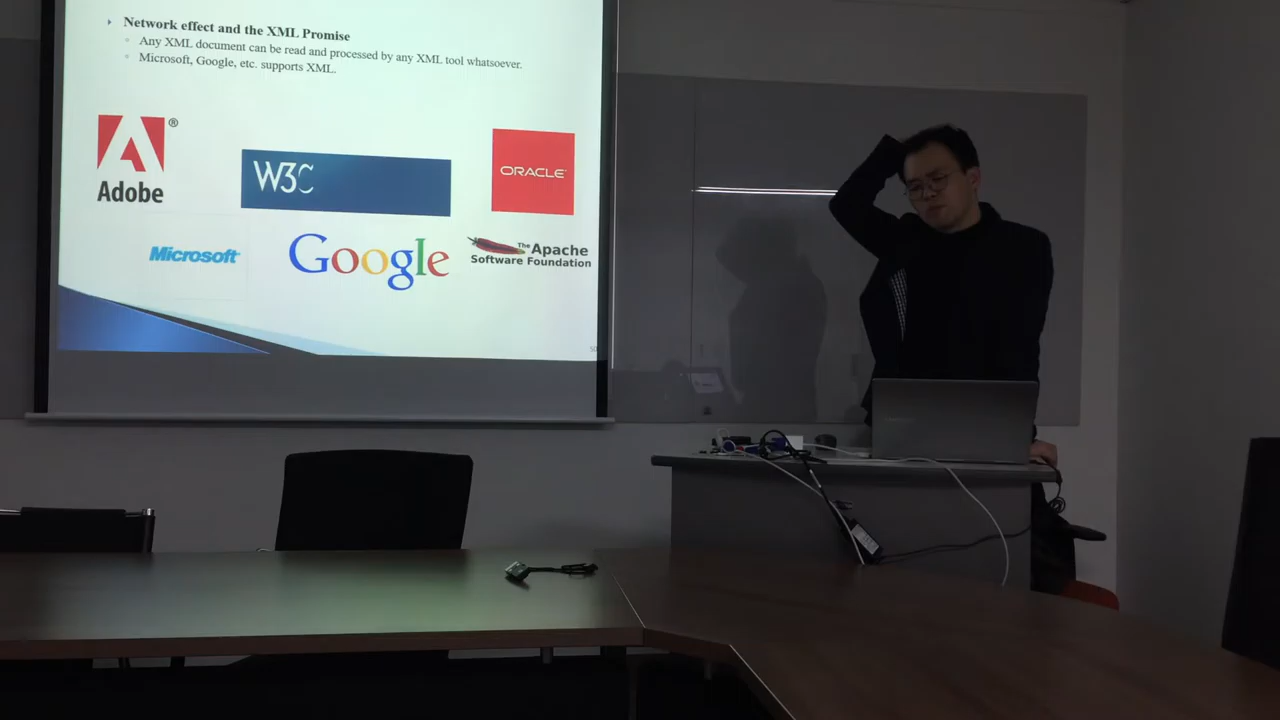 Network effect and the XML Promise
Any XML document can be read and processed by any XML tool whatsoever.
Microsoft, Google, etc. supports XML.
Adobe
®
W3C
ORACLE
Microsoft
Google
The Apache
Software Foundation